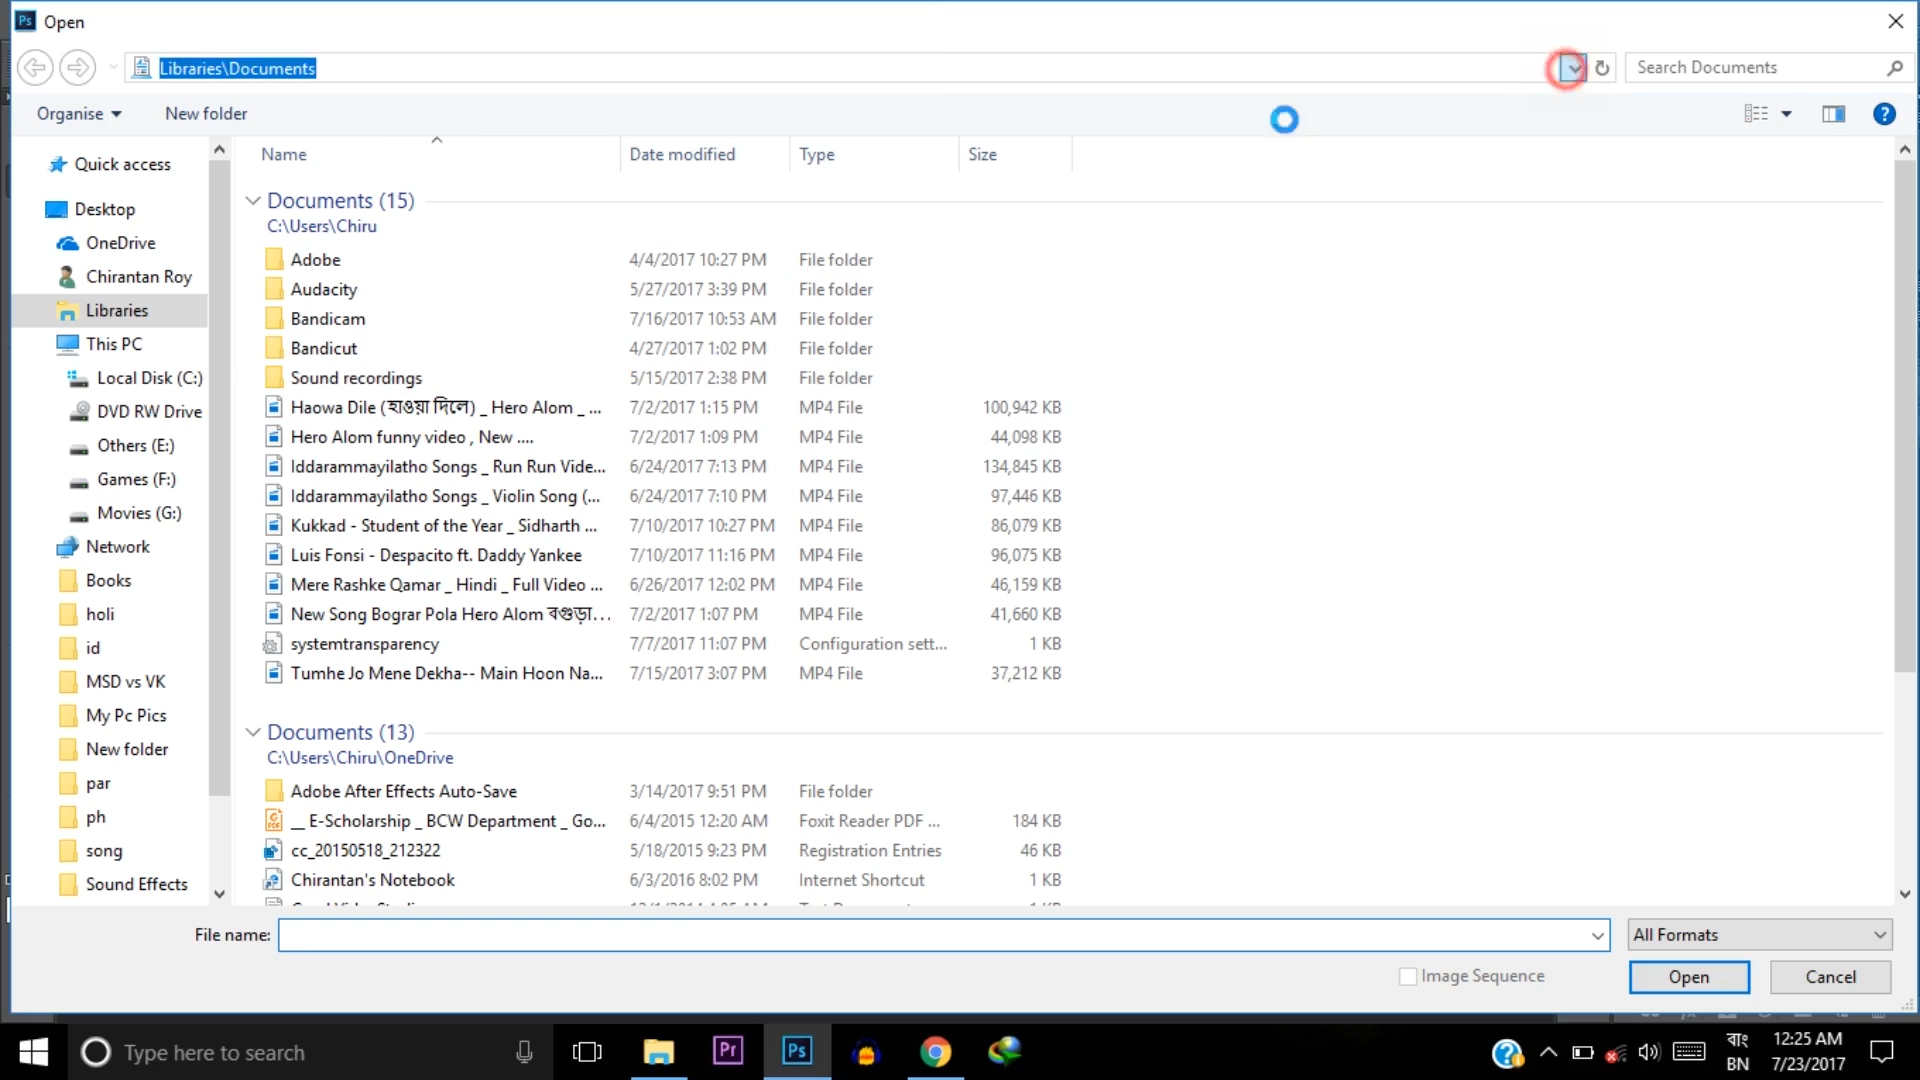 Ps Open
Libraries\Documents
Search Documents
Organise
New folder
?
Quick access
Desktop
OneDrive
Chirantan Roy
Libraries
This PC
Local Disk (C:)
DVD RW Drive
Others (E:)
Games (F:)
Movies (G:)
Network
Books
holi
id
MSD vs VK
My Pc Pics
New folder
par
ph
song
Sound Effects
Name Date modified Type Size
Documents (15)
C:\Users\Chiru
Adobe 4/4/2017 10:27 PM File folder
Audacity 5/27/2017 3:39 PM File folder
Bandicam 7/16/2017 10:53 AM File folder
Bandicut 4/27/2017 1:02 PM File folder
Sound recordings 5/15/2017 2:38 PM File folder
Haowa Dile (হাওয়া দিলে) _ Hero Alom _ ... 7/2/2017 1:15 PM MP4 File 100,942 KB
Hero Alom funny video , New .... 7/2/2017 1:09 PM MP4 File 44,098 KB
Iddarammayilatho Songs _ Run Run Vide... 6/24/2017 7:13 PM MP4 File 134,845 KB
Iddarammayilatho Songs _ Violin Song (... 6/24/2017 7:10 PM MP4 File 97,446 KB
Kukkad - Student of the Year _ Sidharth ... 7/10/2017 10:27 PM MP4 File 86,079 KB
Luis Fonsi - Despacito ft. Daddy Yankee 7/10/2017 11:16 PM MP4 File 96,075 KB
Mere Rashke Qamar _ Hindi _ Full Video ... 6/26/2017 12:02 PM MP4 File 46,159 KB
New Song Bograr Pola Hero Alom বগুড়া... 7/2/2017 1:07 PM MP4 File 41,660 KB
systemtransparency 7/7/2017 11:07 PM Configuration sett... 1 KB
Tumhe Jo Mene Dekha-- Main Hoon Na... 7/15/2017 3:07 PM MP4 File 37,212 KB
Documents (13)
C:\Users\Chiru\OneDrive
Adobe After Effects Auto-Save 3/14/2017 9:51 PM File folder
__ E-Scholarship _ BCW Department _ Go... 6/4/2015 12:20 AM Foxit Reader PDF ... 184 KB
cc_20150518_212322 5/18/2015 9:23 PM Registration Entries 46 KB
Chirantan's Notebook 6/3/2016 8:02 PM Internet Shortcut 1 KB
File name:
All Formats
Image Sequence
Open
Cancel
Type here to search
Pr
Ps
বাং
BN
12:25 AM
7/23/2017